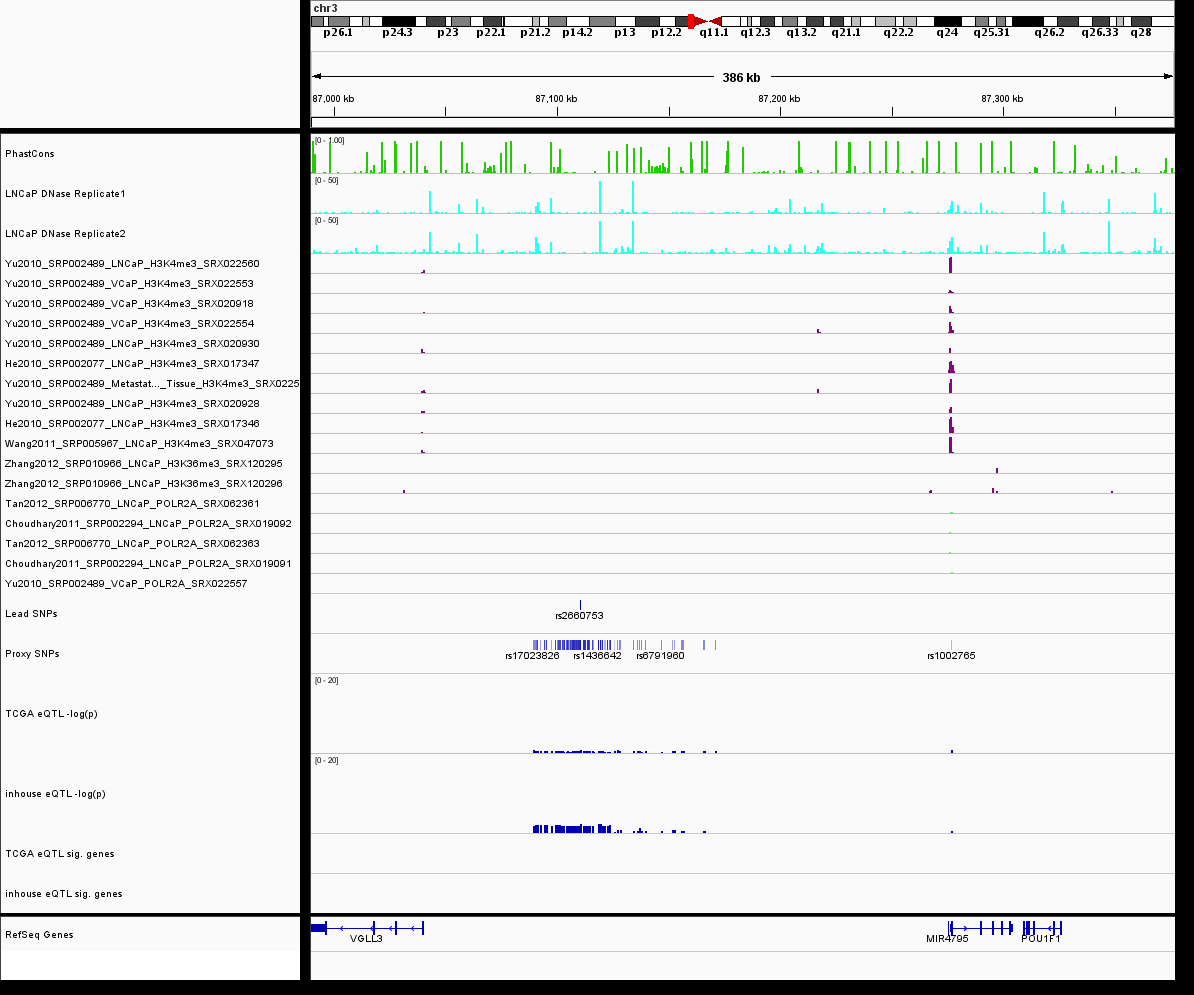 chr3
p26.1 p24.3 p23 p22.1 p21.2 p14.2 p13 p12.2 q11.1 q12.3 q13.2 q21.1 q22.2 q24 q25.31 q26.2 q26.33 q28
386 kb
87,000 kb 87,100 kb 87,200 kb 87,300 kb
[0 - 1.00]
PhastCons
[0 - 50]
LNCaP DNase Replicate1
[0 - 50]
LNCaP DNase Replicate2
Yu2010_SRP002489_LNCaP_H3K4me3_SRX022560
Yu2010_SRP002489_VCaP_H3K4me3_SRX022553
Yu2010_SRP002489_VCaP_H3K4me3_SRX020918
Yu2010_SRP002489_VCaP_H3K4me3_SRX022554
Yu2010_SRP002489_LNCaP_H3K4me3_SRX020930
He2010_SRP002077_LNCaP_H3K4me3_SRX017347
Yu2010_SRP002489_Metastat..._Tissue_H3K4me3_SRX0225
Yu2010_SRP002489_LNCaP_H3K4me3_SRX020928
He2010_SRP002077_LNCaP_H3K4me3_SRX017346
Wang2011_SRP005967_LNCaP_H3K4me3_SRX047073
Zhang2012_SRP010966_LNCaP_H3K36me3_SRX120295
Zhang2012_SRP010966_LNCaP_H3K36me3_SRX120296
Tan2012_SRP006770_LNCaP_POLR2A_SRX062361
Choudhary2011_SRP002294_LNCaP_POLR2A_SRX019092
Tan2012_SRP006770_LNCaP_POLR2A_SRX062363
Choudhary2011_SRP002294_LNCaP_POLR2A_SRX019091
Yu2010_SRP002489_VCaP_POLR2A_SRX022557
Lead SNPs
rs2660753
Proxy SNPs
rs17023826 rs1436642 rs6791960 rs1002765
[0 - 20]
TCGA eQTL -log(p)
[0 - 20]
inhouse eQTL -log(p)
TCGA eQTL sig. genes
inhouse eQTL sig. genes
RefSeq Genes
VGLL3 MIR4795 POU1F1